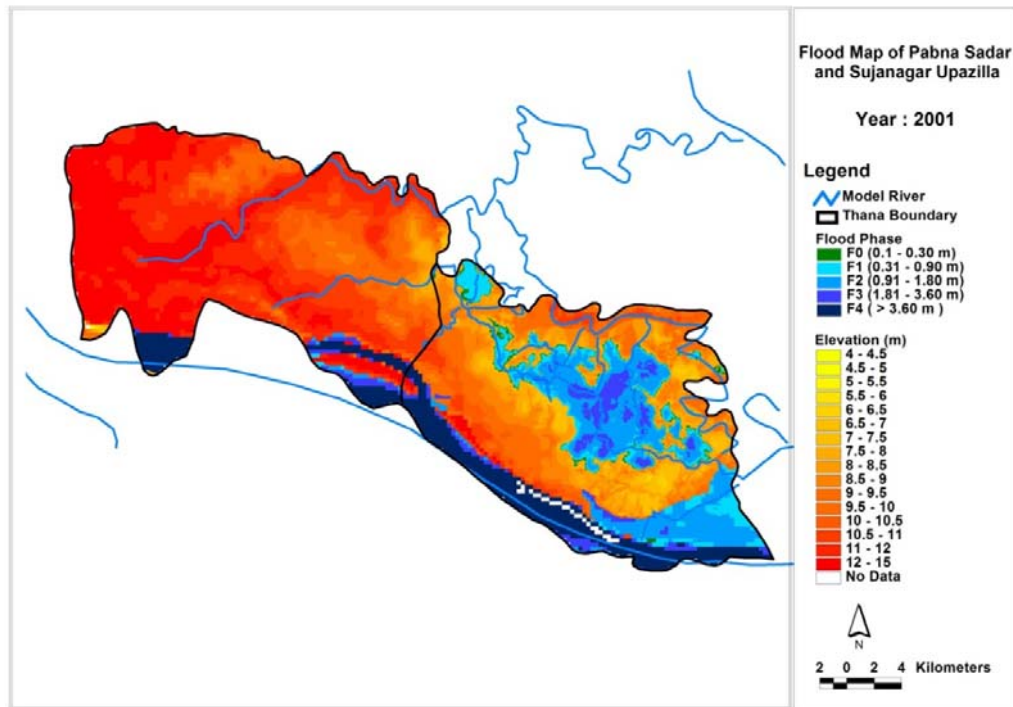 Flood Map of Pabna Sadar
and Sujanagar Upazilla
Year : 2001
Legend
Model River
Thana Boundary
Flood Phase
F0 (0.1 - 0.30 m)
F1 (0.31 - 0.90 m)
F2 (0.91 - 1.80 m)
F3 (1.81 - 3.60 m)
F4 ( > 3.60 m )
Elevation (m)
4 - 4.5
4.5 - 5
5 - 5.5
5.5 - 6
6 - 6.5
6.5 - 7
7 - 7.5
7.5 - 8
8 - 8.5
8.5 - 9
9 - 9.5
9.5 - 10
10 - 10.5
10.5 - 11
11 - 12
12 - 15
No Data
N
2 0 2 4 Kilometers